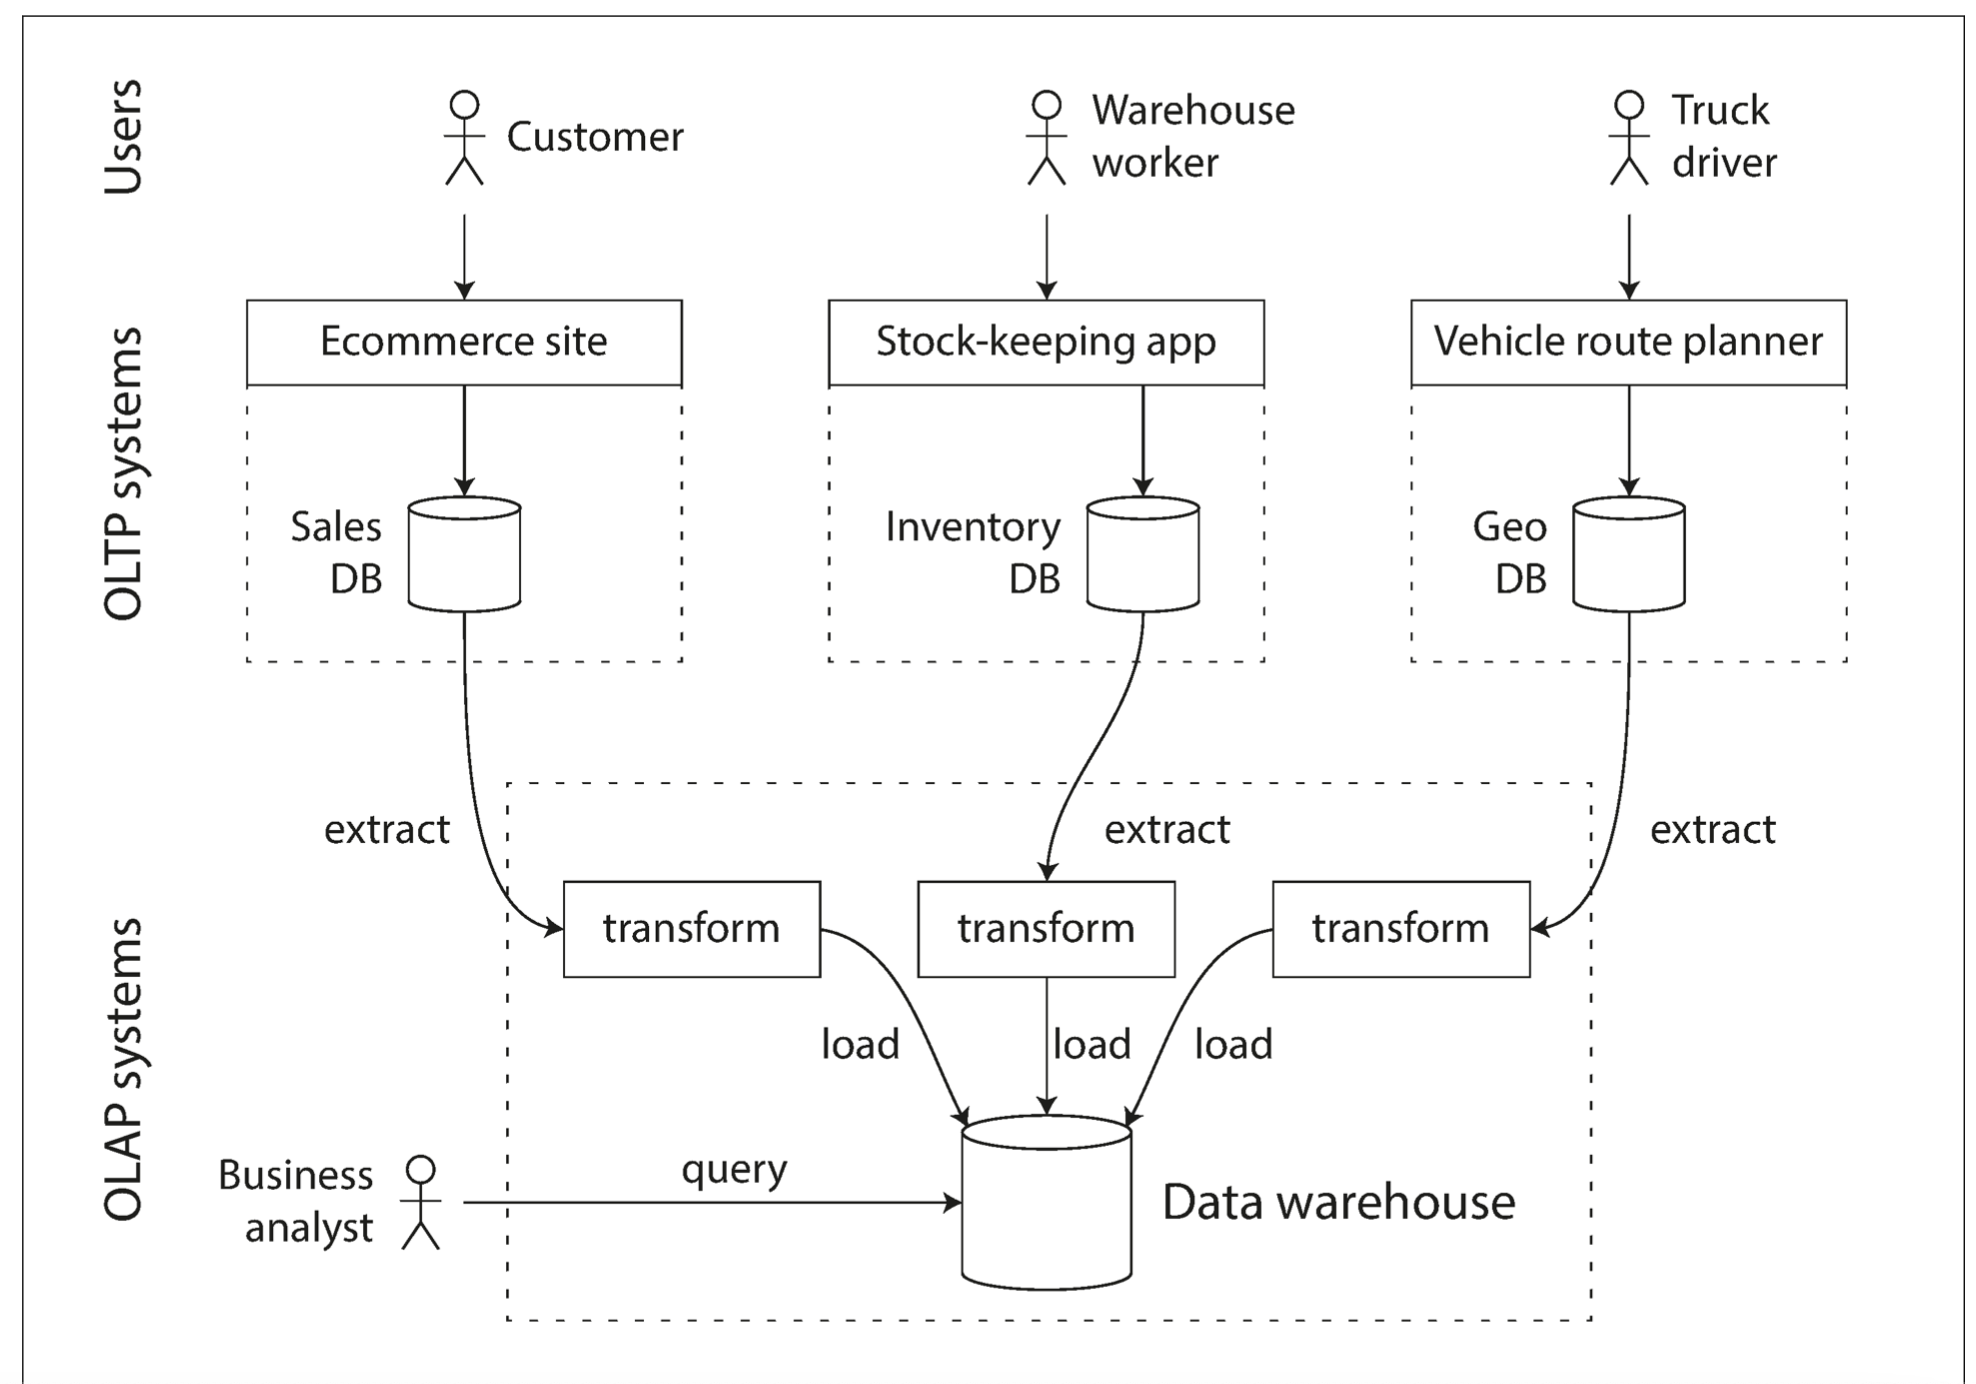 Users
Customer
Warehouse
worker
Truck
driver
OLTP systems
Ecommerce site
Stock-keeping app
Vehicle route planner
Sales
DB
Inventory
DB
Geo
DB
extract
extract
extract
OLAP systems
transform
transform
transform
load
load
load
Business
analyst
query
Data warehouse